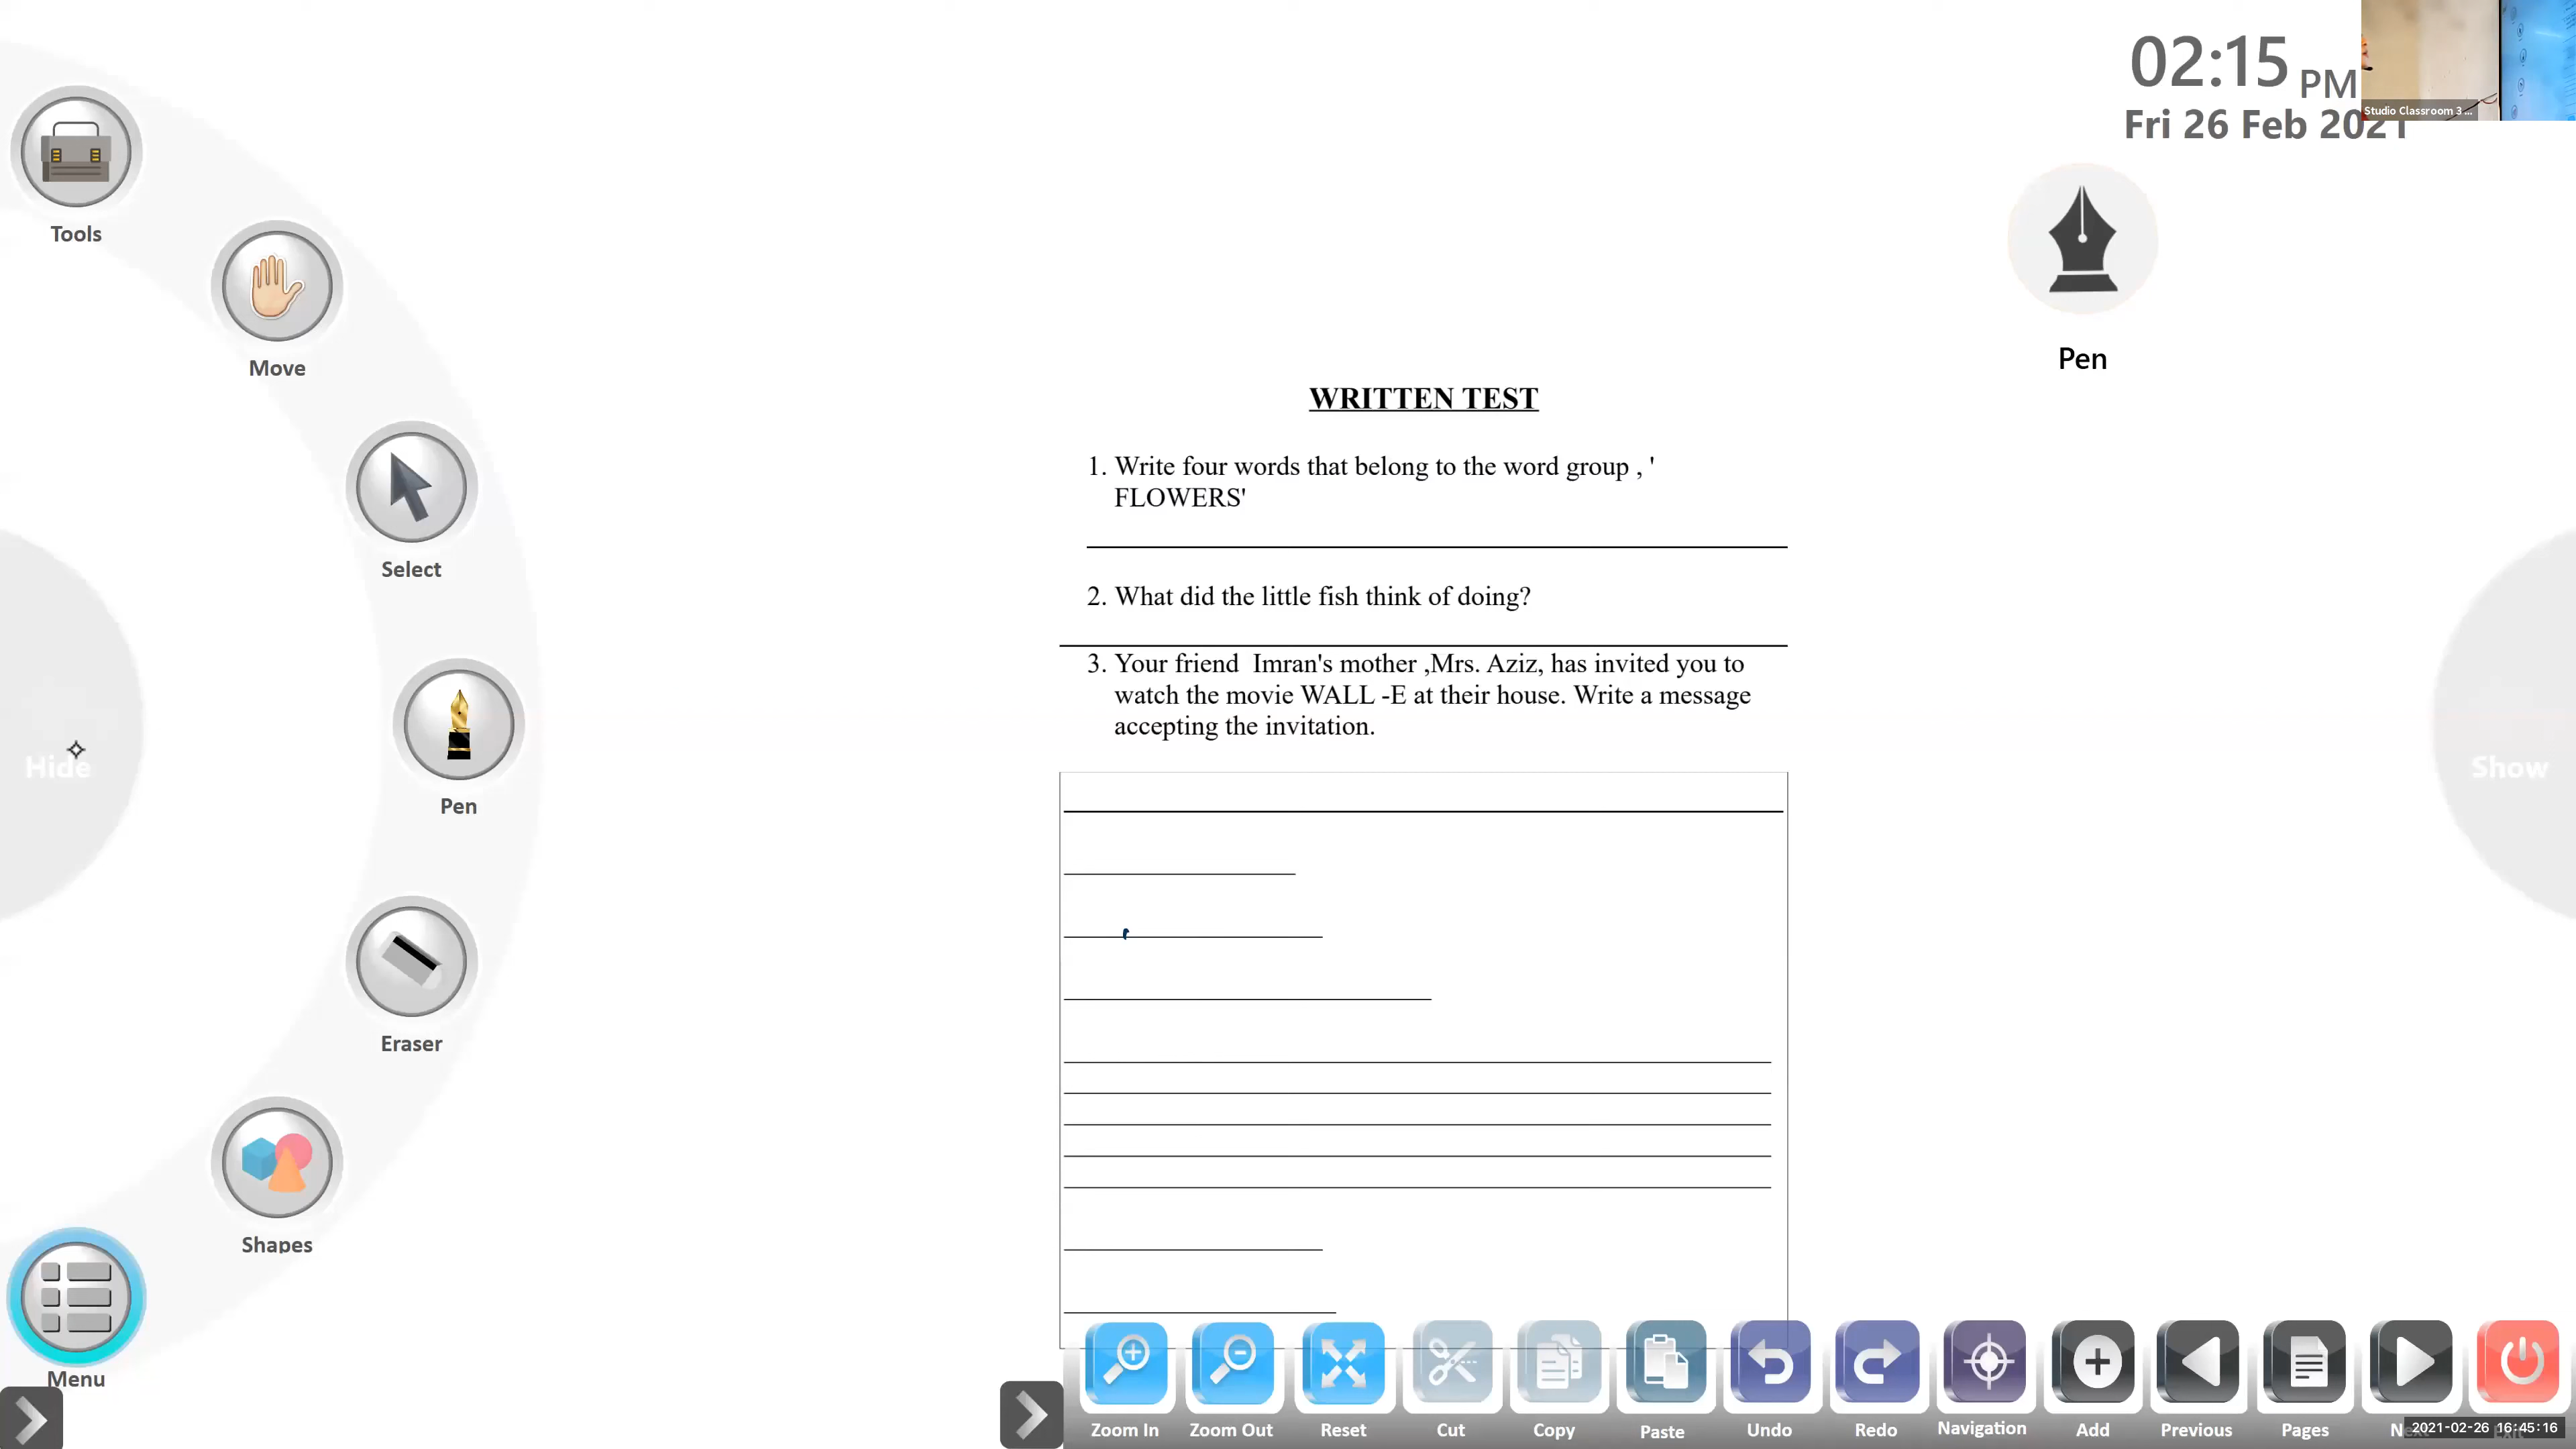 02:15 PM
Fri 26 Feb 2021
Studio Classroom 3 ...
Tools
Move
Select
Pen
Eraser
Shapes
Menu
Hide
Pen
Show
WRITTEN TEST
1. Write four words that belong to the word group , '
FLOWERS'
2. What did the little fish think of doing?
3. Your friend Imran's mother ,Mrs. Aziz, has invited you to
watch the movie WALL -E at their house. Write a message
accepting the invitation.
Zoom In Zoom Out Reset Cut Copy Paste Undo Redo Navigation Add Previous Pages
2021-02-26 16:45:16